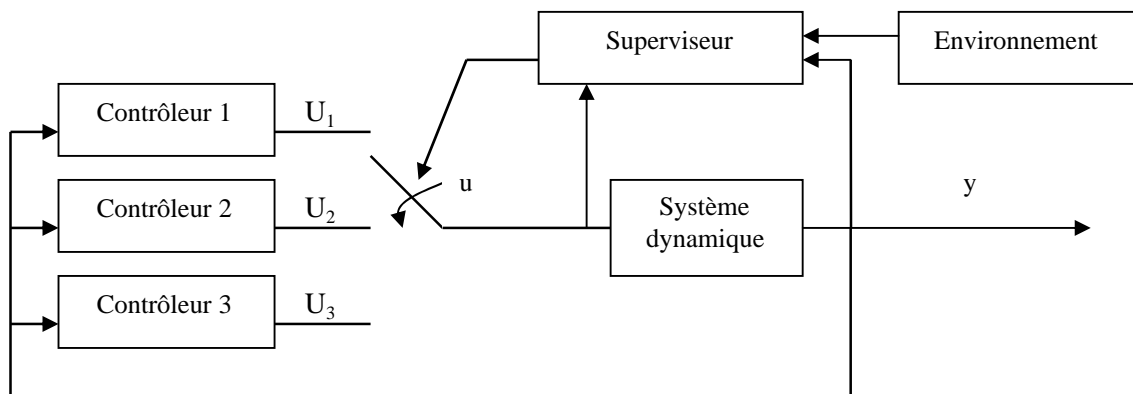 Superviseur
Environnement
Contrôleur 1
U1
u
Contrôleur 2
U2
Système
dynamique
y
Contrôleur 3
U3